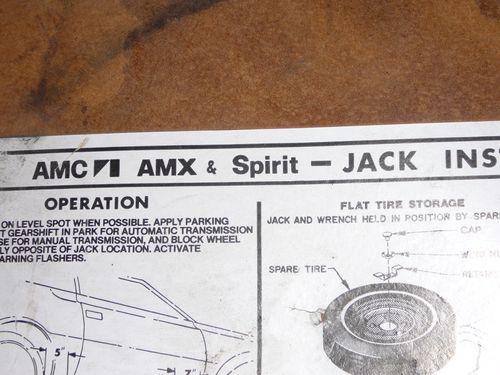 AMC AMX & Spirit — JACK INS
OPERATION
ON LEVEL SPOT WHEN POSSIBLE. APPLY PARKING
T GEARSHIFT IN PARK FOR AUTOMATIC TRANSMISSION
SE FOR MANUAL TRANSMISSION, AND BLOCK WHEEL
LY OPPOSITE OF JACK LOCATION. ACTIVATE
ARNING FLASHERS.
5"
7"
FLAT TIRE STORAGE
JACK AND WRENCH HELD IN POSITION BY SPAR
CAP
SPARE TIRE